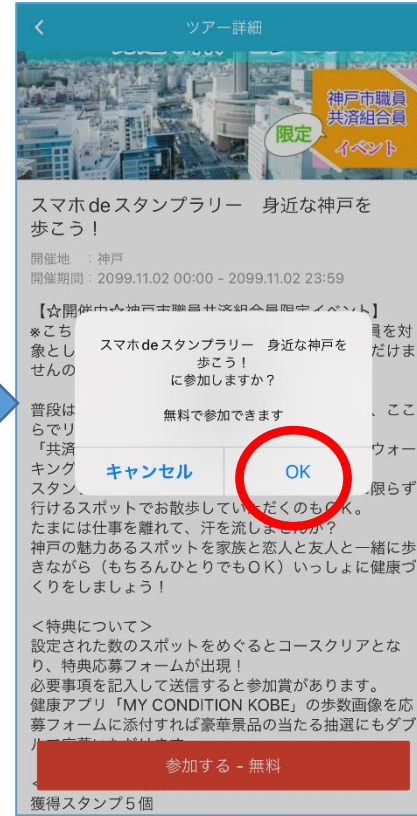 ツアー詳細
神戸市職員
共済組合員
限定
イベント
スマホdeスタンプラリー　身近な神戸を
歩こう！
開催地　：神戸
開催期間：2099.11.02 00:00 - 2099.11.02 23:59
【☆開催中☆神戸市職員共済組合員限定イベント】
※こち
員を対
象とし
だけま
せんの
スマホdeスタンプラリー　身近な神戸を
歩こう！
に参加しますか？
無料で参加できます
キャンセル
OK
普段は
、ここ
らでリ
「共済
ウォー
キング
スタン
限らず
行けるスポットでお散歩していただくのもOK。
たまには仕事を離れて、汗を流しませんか？
神戸の魅力あるスポットを家族と恋人と友人と一緒に歩
きながら（もちろんひとりでもOK）いっしょに健康づ
くりをしましょう！
＜特典について＞
設定された数のスポットをめぐるとコースクリアとな
り、特典応募フォームが出現！
必要事項を記入して送信すると参加賞があります。
健康アプリ「MY CONDITION KOBE」の歩数画像を応
募フォームに添付すれば豪華景品の当たる抽選にもダブ
参加する - 無料
獲得スタンプ５個